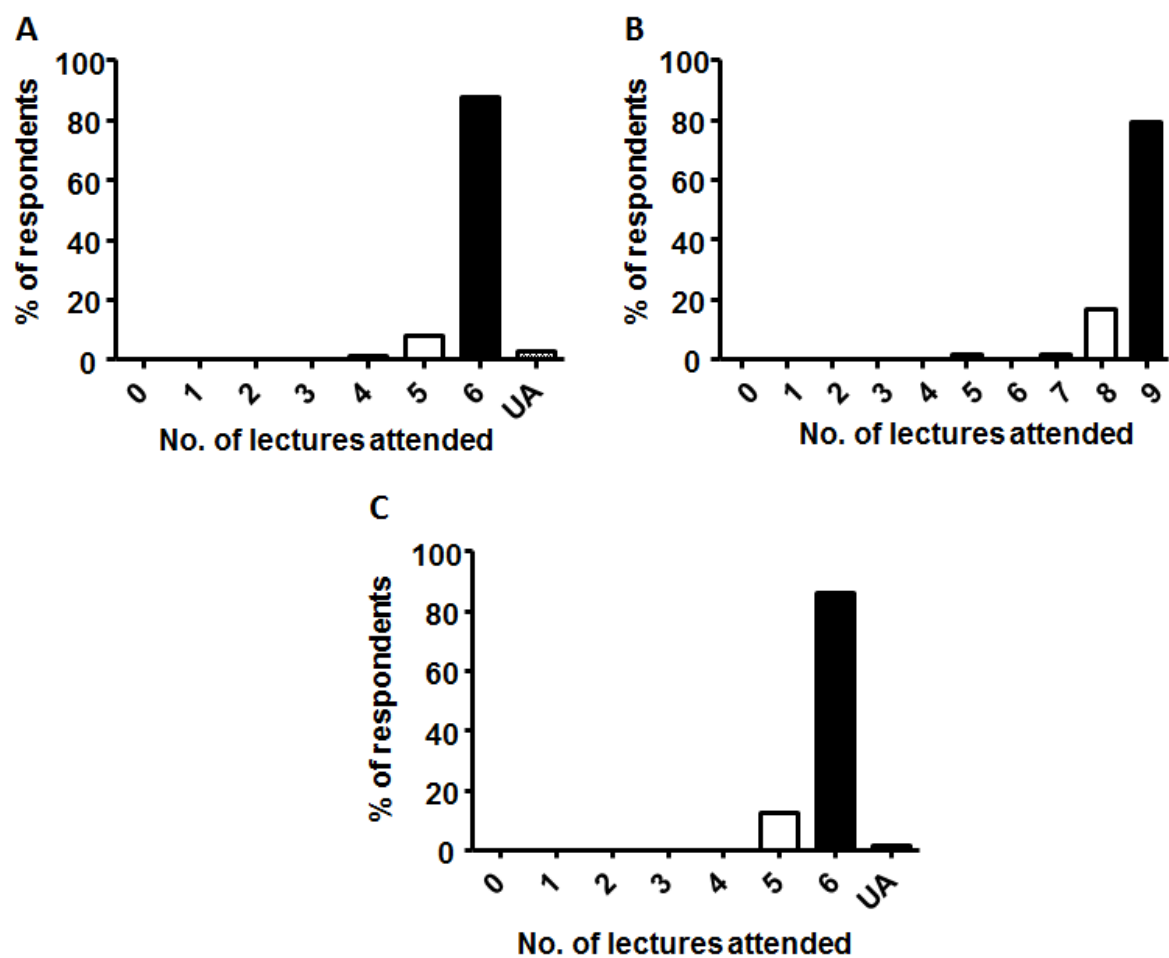 A
% of respondents
100
80
60
40
20
0
0 1 2 3 4 5 6 UA
No. of lectures attended
B
% of respondents
100
80
60
40
20
0
0 1 2 3 4 5 6 7 8 9
No. of lectures attended
C
% of respondents
100
80
60
40
20
0
0 1 2 3 4 5 6 UA
No. of lectures attended